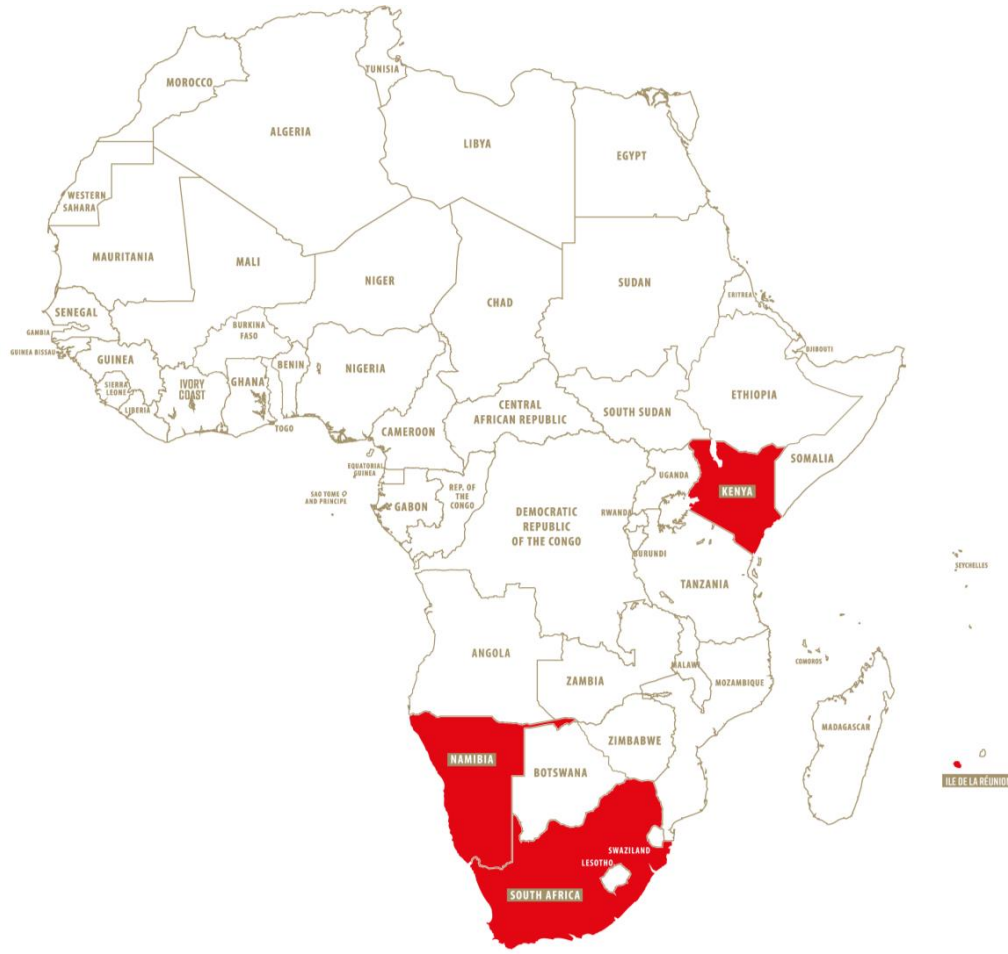 TUNISIA
MOROCCO
ALGERIA
LIBYA
EGYPT
WESTERN
SAHARA
MAURITANIA
MALI
NIGER
CHAD
SUDAN
ERITREA
SENEGAL
GAMBIA
GUINEA BISSAU
GUINEA
SIERRA
LEONE
LIBERIA
IVORY
COAST
BURKINA
FASO
GHANA
TOGO
BENIN
NIGERIA
CAMEROON
CENTRAL
AFRICAN REPUBLIC
SOUTH SUDAN
ETHIOPIA
DJIBOUTI
SOMALIA
EQUATORIAL
GUINEA
SAO TOME
AND PRINCIPE
GABON
REP. OF
THE
CONGO
DEMOCRATIC
REPUBLIC
OF THE CONGO
UGANDA
KENYA
RWANDA
BURUNDI
TANZANIA
SEYCHELLES
ANGOLA
ZAMBIA
MALAWI
MOZAMBIQUE
COMOROS
MADAGASCAR
NAMIBIA
BOTSWANA
ZIMBABWE
ILE DE LA RÉUNION
SWAZILAND
LESOTHO
SOUTH AFRICA